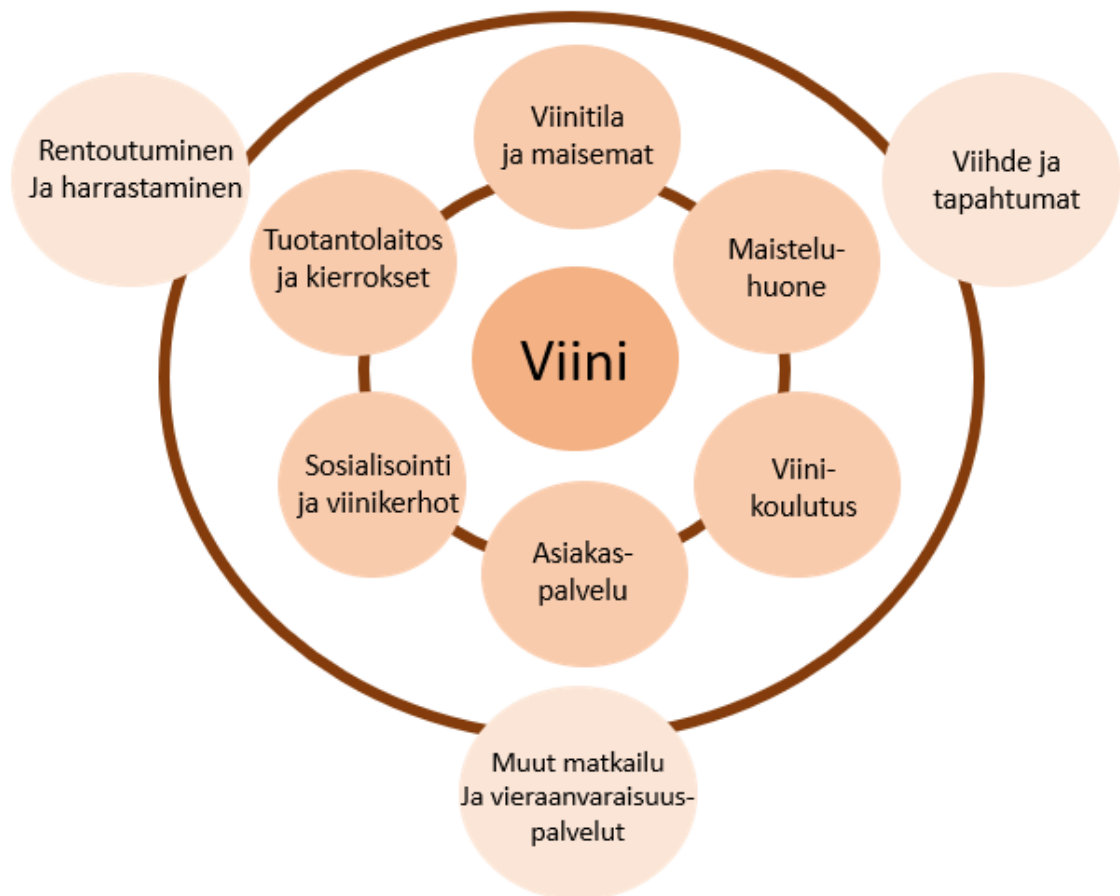 Viinitila
ja maisemat
Rentoutuminen
Ja harrastaminen
Viihde ja
tapahtumat
Tuotantolaitos
ja kierrokset
Maistelu-
huone
Viini
Sosialisointi
ja viinikerhot
Viini-
koulutus
Asiakas-
palvelu
Muut matkailu
Ja vieraanvaraisuus-
palvelut